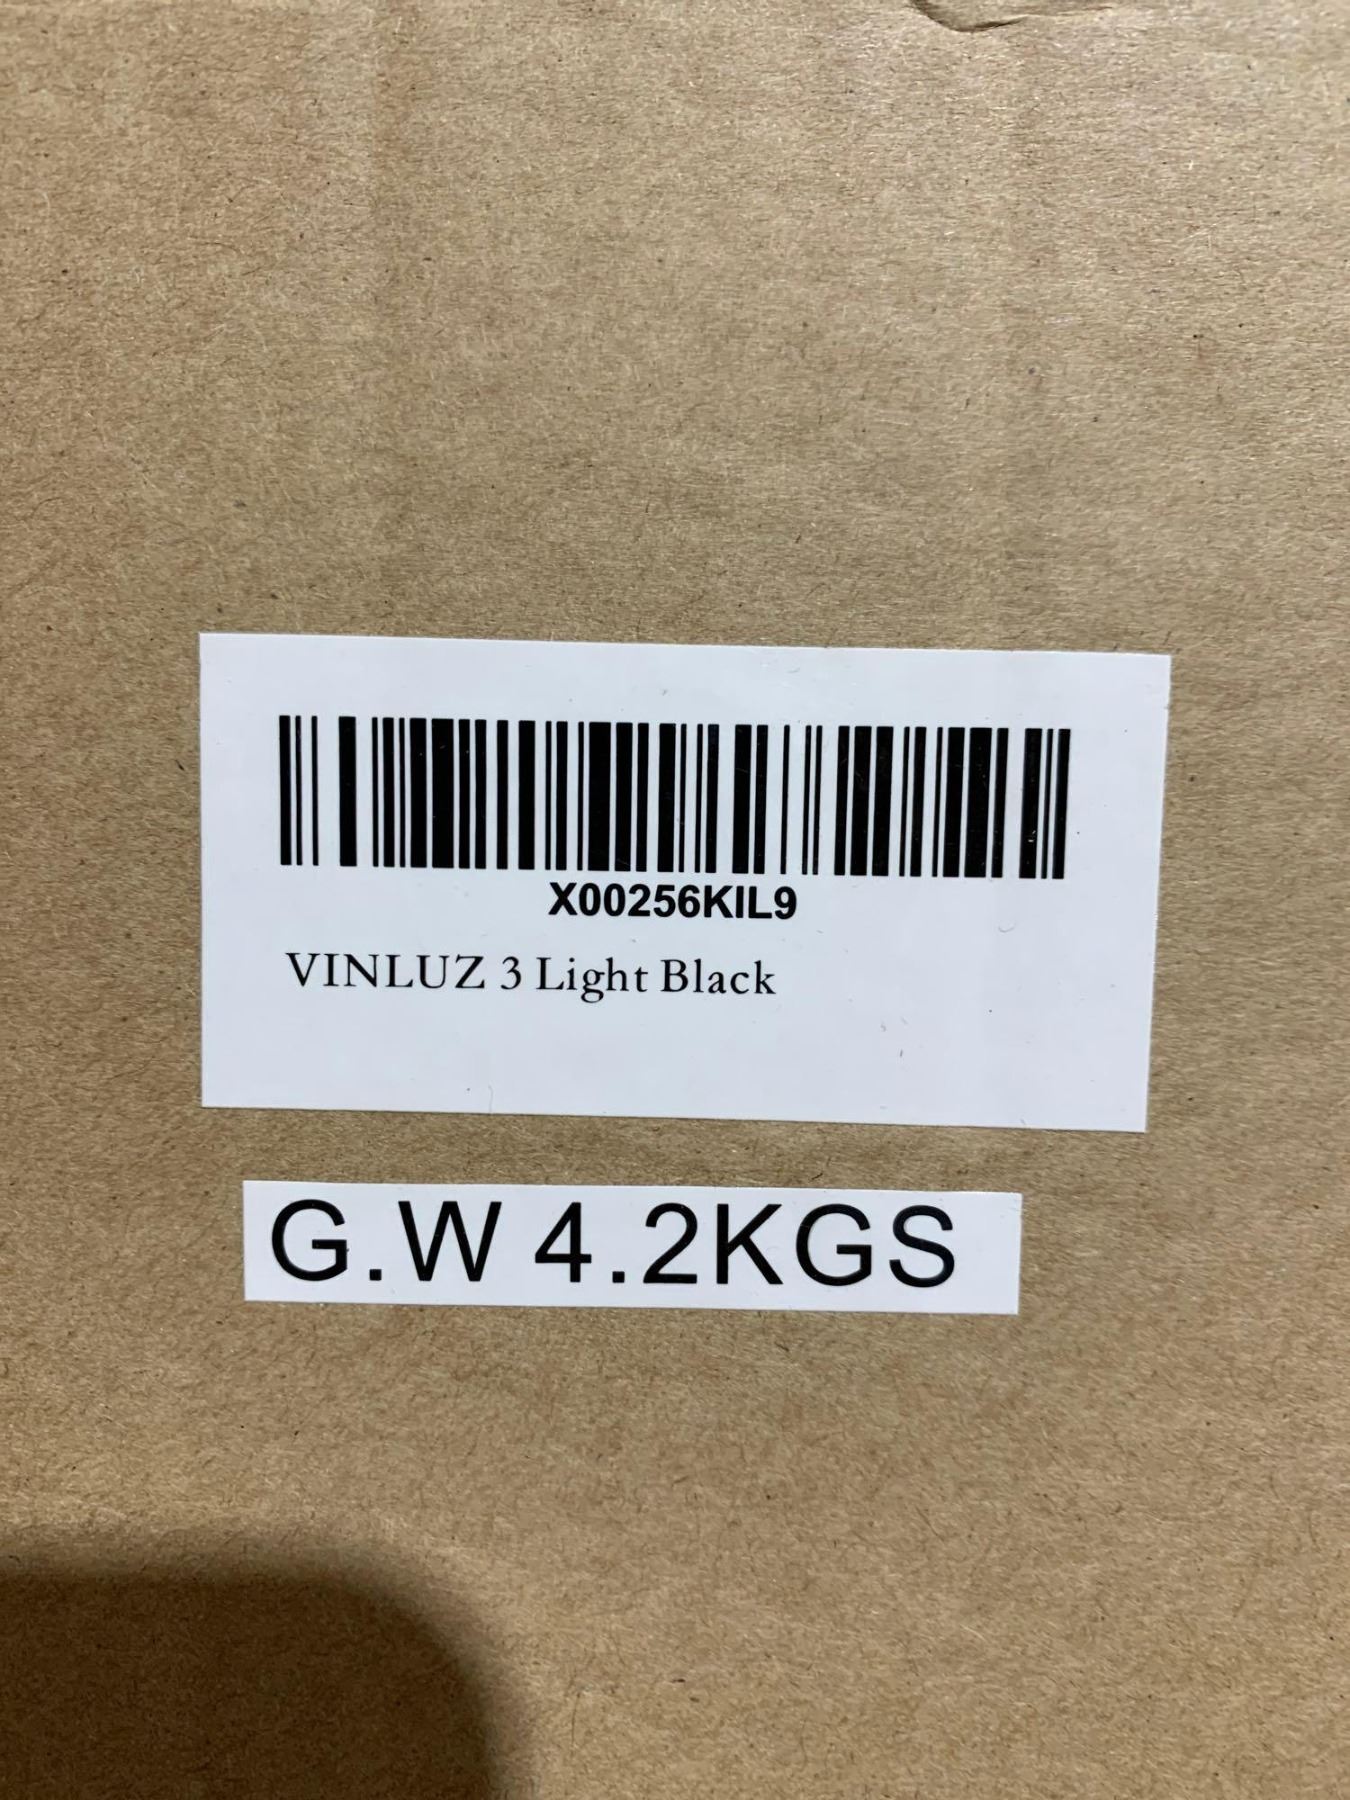 X00256KIL9
VINLUZ 3 Light Black
G.W 4.2KGS